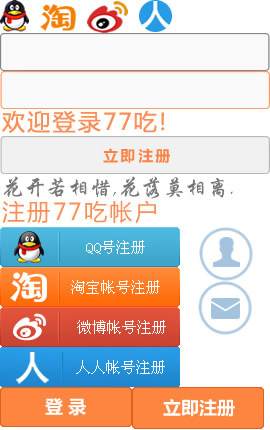 淘 人
欢迎登录77吃!
立即注册
花开若相惜,花落莫相离.
注册77吃帐户
QQ号注册
淘 淘宝帐号注册
微博帐号注册
人 人人帐号注册
登 录 立即注册